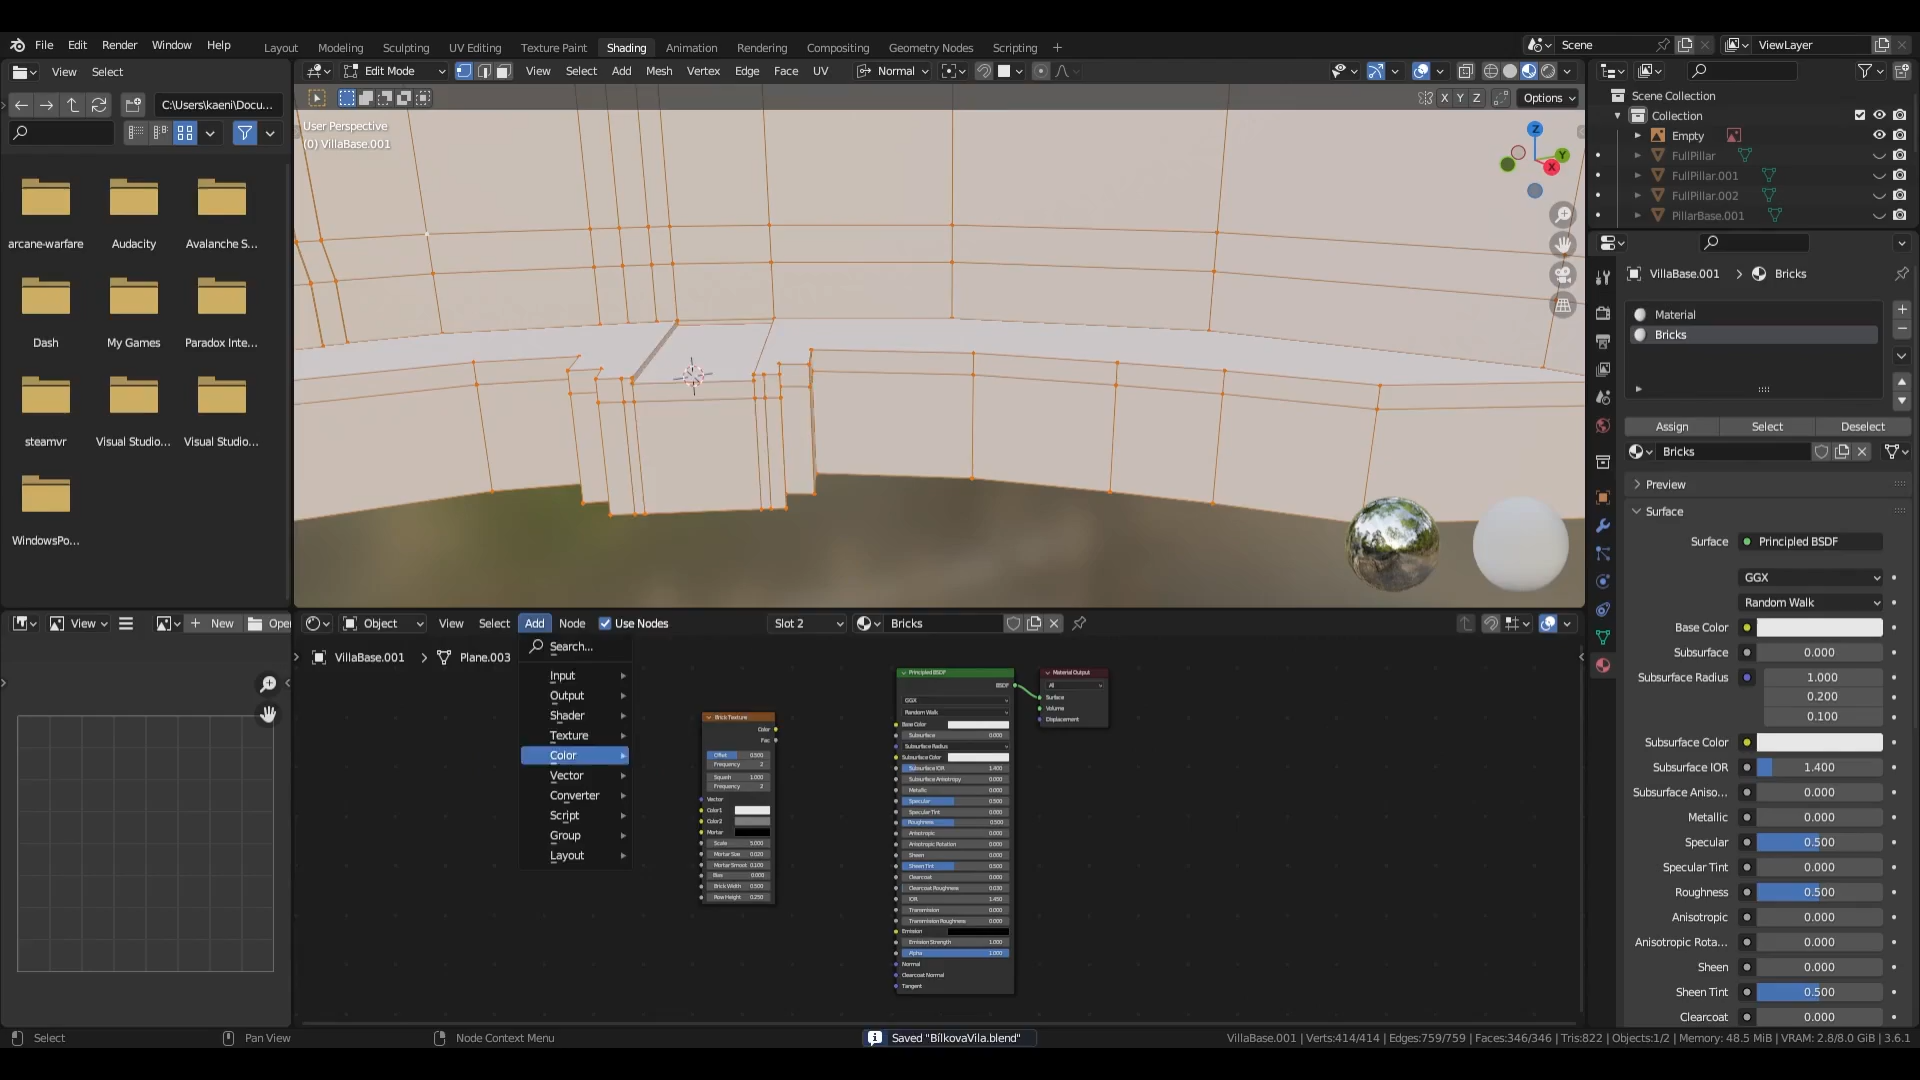 File Edit Render Window Help
Layout Modeling Sculpting UV Editing Texture Paint Shading Animation Rendering Compositing Geometry Nodes Scripting +
Scene
ViewLayer
View Select
Edit Mode
View Select Add Mesh Vertex Edge Face UV
Normal
C:\Users\kaeni\Docu...
X Y Z
Options
User Perspective
(0) VillaBase.001
Z
Y
X
arcane-warfare
Audacity
Avalanche S...
Dash
My Games
Paradox Inte...
steamvr
Visual Studio...
Visual Studio...
WindowsPo...
Scene Collection
Collection
Empty
FullPillar
FullPillar.001
FullPillar.002
PillarBase.001
VillaBase.001 > Bricks
Material
Bricks
Assign Select Deselect
Bricks
Preview
Surface
Surface Principled BSDF
GGX
Random Walk
Base Color
Subsurface 0.000
Subsurface Radius 1.000
0.200
0.100
Subsurface Color
Subsurface IOR 1.400
Subsurface Aniso... 0.000
Metallic 0.000
Specular 0.500
Specular Tint 0.000
Roughness 0.500
Anisotropic 0.000
Anisotropic Rota... 0.000
Sheen 0.000
Sheen Tint 0.500
Clearcoat 0.000
View
+ New
Open
Object
View Select Add Node Use Nodes
Slot 2
Bricks
VillaBase.001 > Plane.003
Search...
Input
Output
Shader
Texture
Color
Vector
Converter
Script
Group
Layout
Brick Texture
Color
Fac
Offset 0.500
Frequency 2
Squash 1.000
Frequency 2
Vector
Color1
Color2
Mortar
Scale 5.000
Mortar Size 0.020
Mortar Smoot 0.100
Bias 0.000
Brick Width 0.500
Row Height 0.250
Principled BSDF
BSDF
GGX
Random Walk
Base Color
Subsurface 0.000
Subsurface Radius
Subsurface Color
Subsurface IOR 1.400
Subsurface Anisotropy 0.000
Metallic 0.000
Specular 0.500
Specular Tint 0.000
Roughness 0.500
Anisotropic 0.000
Anisotropic Rotation 0.000
Sheen 0.000
Sheen Tint 0.500
Clearcoat 0.000
Clearcoat Roughness 0.030
IOR 1.450
Transmission 0.000
Transmission Roughness 0.000
Emission
Emission Strength 1.000
Alpha 1.000
Normal
Clearcoat Normal
Tangent
Material Output
All
Surface
Volume
Displacement
Select
Pan View
Node Context Menu
Saved "BílkovaVila.blend"
VillaBase.001 | Verts:414/414 | Edges:759/759 | Faces:346/346 | Tris:822 | Objects:1/2 | Memory: 48.5 MiB | VRAM: 2.8/8.0 GiB | 3.6.1